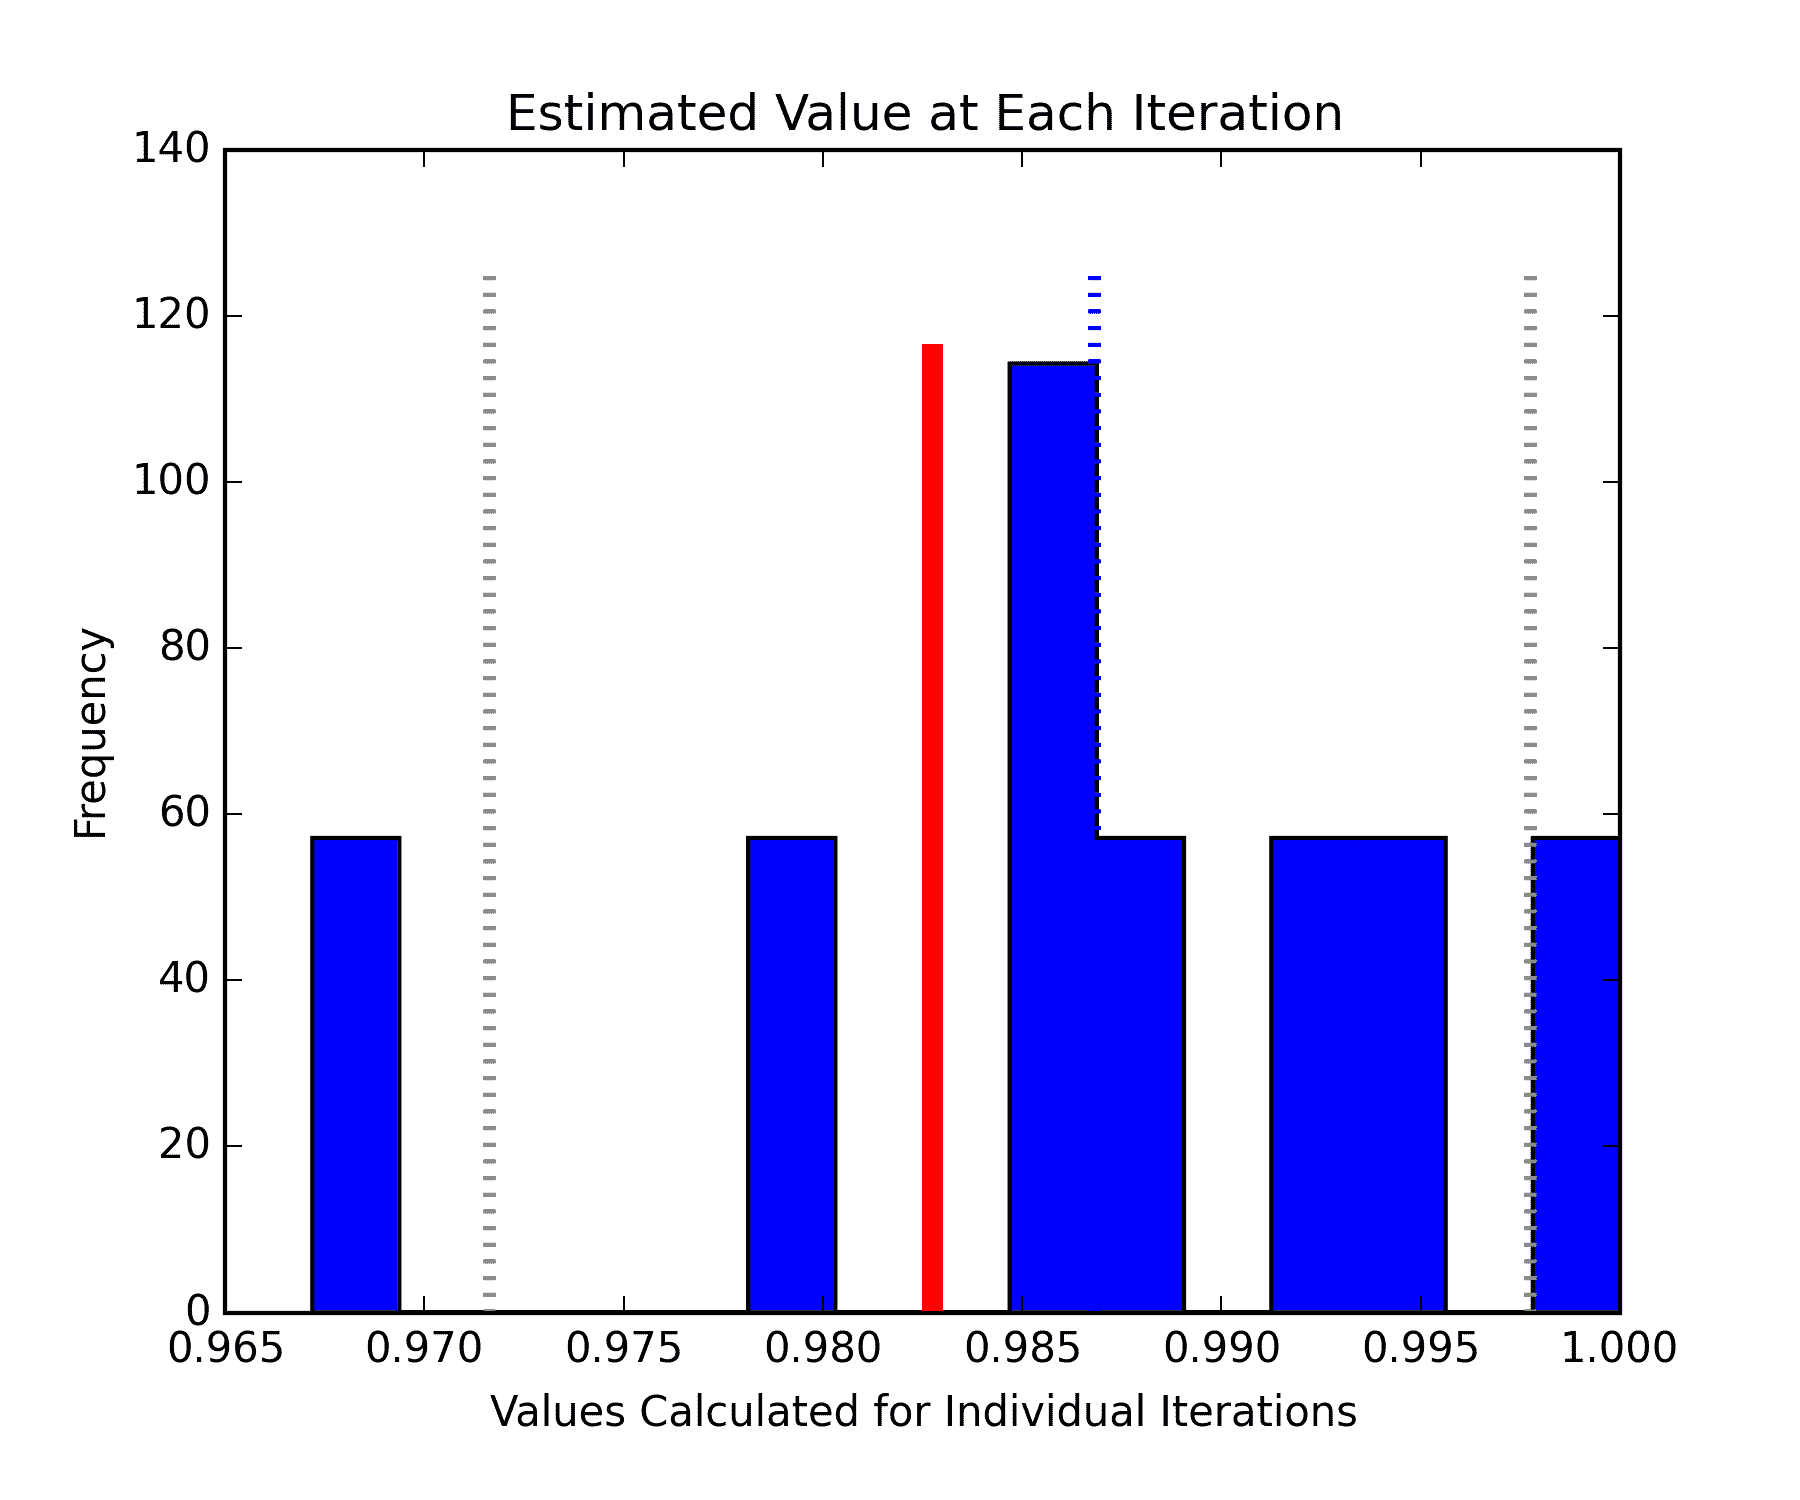 Estimated Value at Each Iteration
140
120
100
80
60
40
20
0
Frequency
0.965 0.970 0.975 0.980 0.985 0.990 0.995 1.000
Values Calculated for Individual Iterations